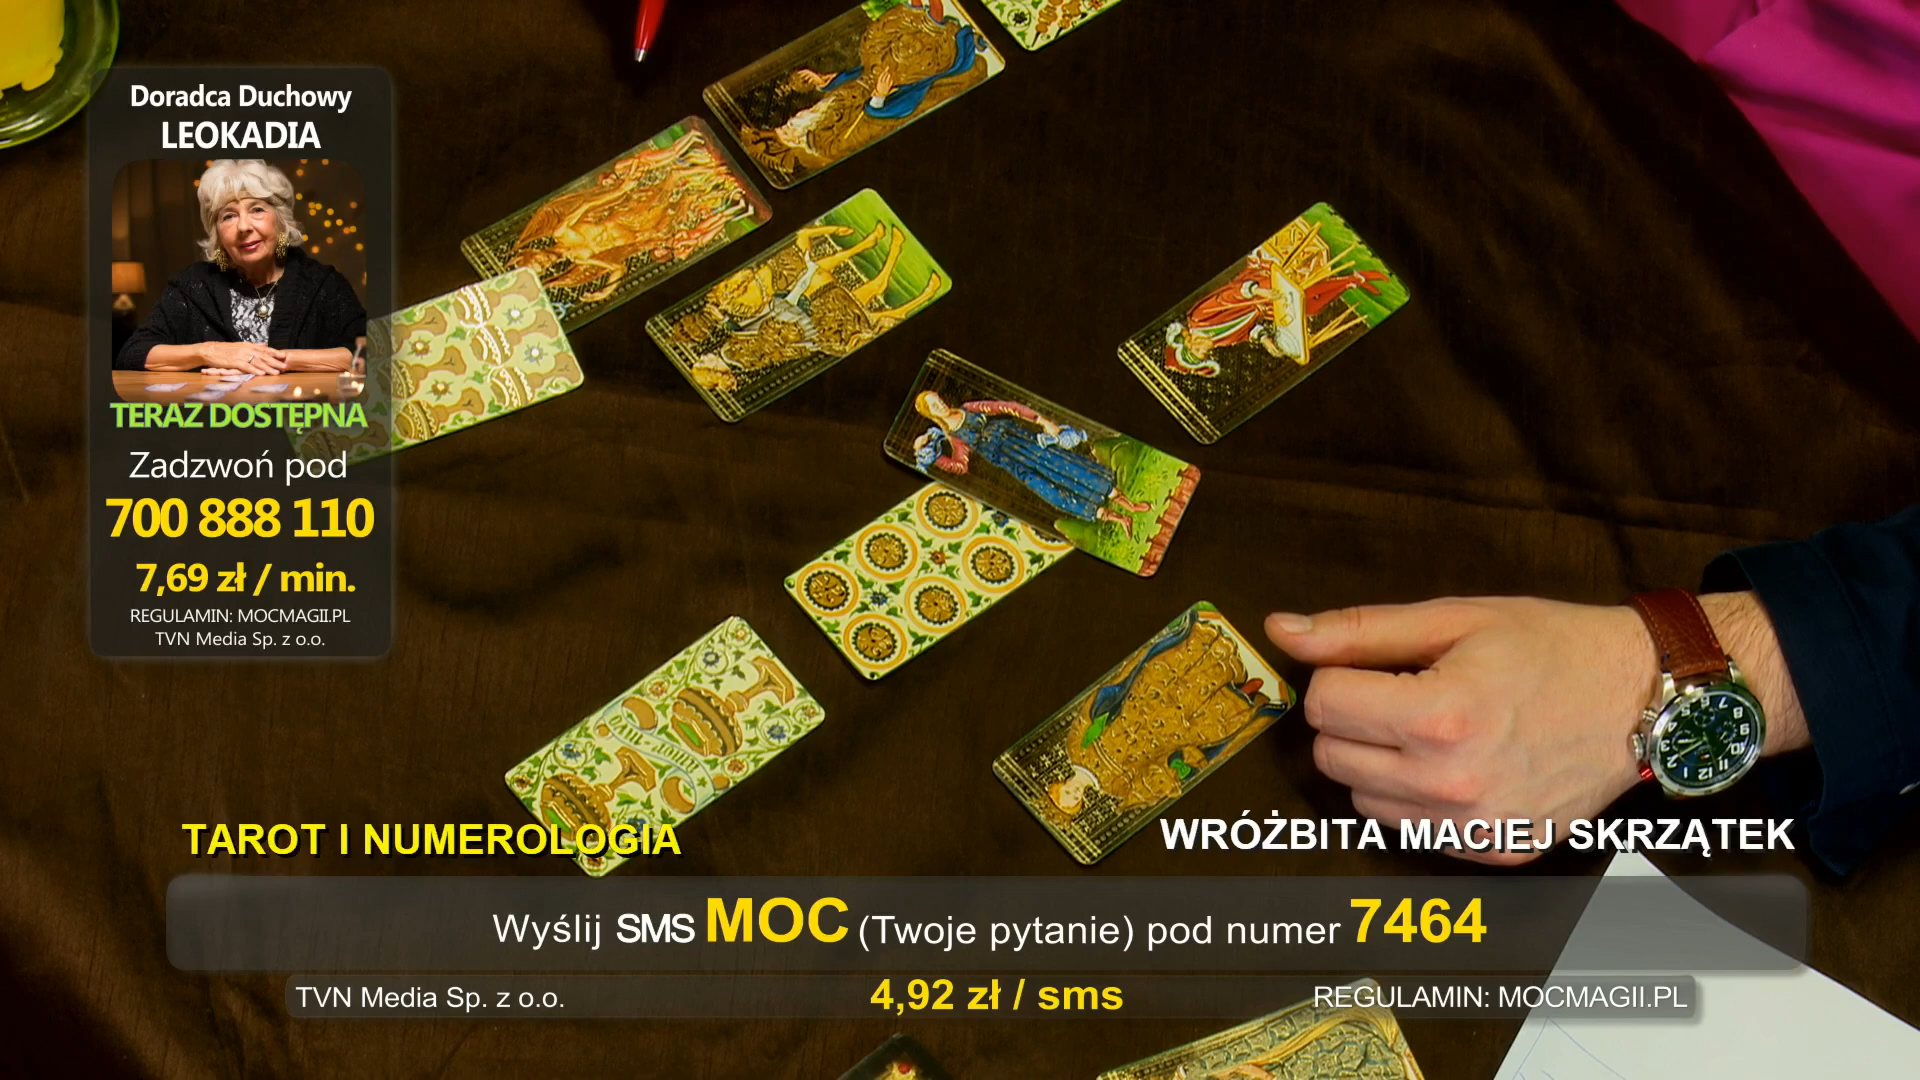 Doradca Duchowy
LEOKADIA
TERAZ DOSTĘPNA
Zadzwoń pod
700 888 110
7,69 zł / min.
REGULAMIN: MOCMAGII.PL
TVN Media Sp. z o.o.
TAROT I NUMEROLOGIA
WRÓŻBITA MACIEJ SKRZĄTEK
Wyślij SMS MOC (Twoje pytanie) pod numer 7464
TVN Media Sp. z o.o.
4,92 zł / sms
REGULAMIN: MOCMAGII.PL